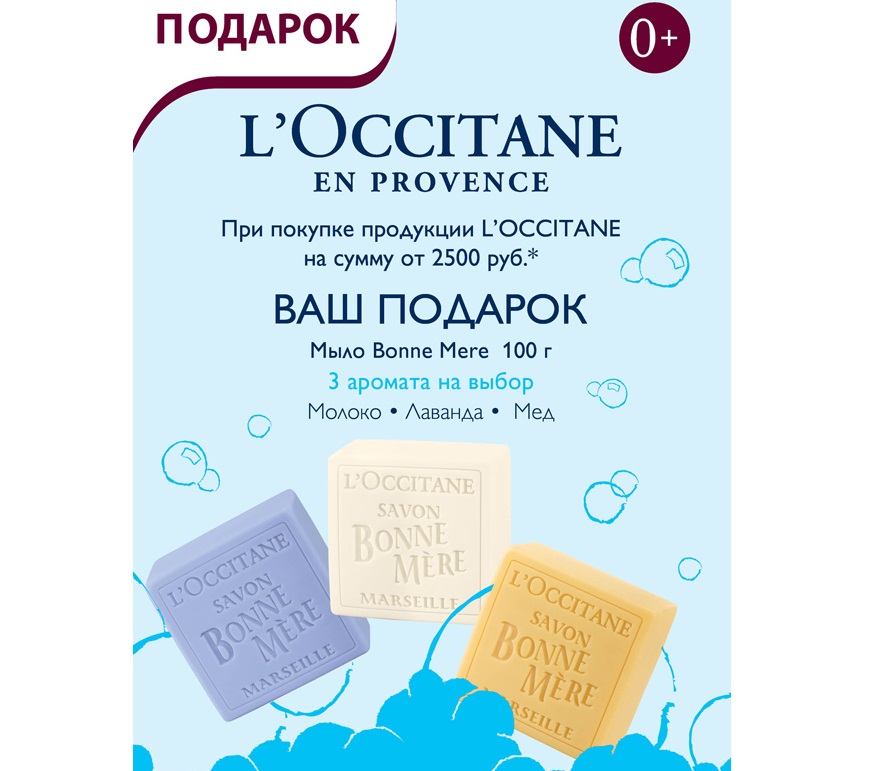 ПОДАРОК
0+
L'OCCITANE
EN PROVENCE
При покупке продукции L'OCCITANE
на сумму от 2500 руб.*
ВАШ ПОДАРОК
Мыло Bonne Mere 100 г
3 аромата на выбор
Молоко • Лаванда • Мед
L'OCCITANE
SAVON
BONNE
MÈRE
MARSEILLE
L'OCCITANE
SAVON
BONNE
MÈRE
MARSEILLE
L'OCCITANE
SAVON
BONNE
MÈRE
RSEILLE